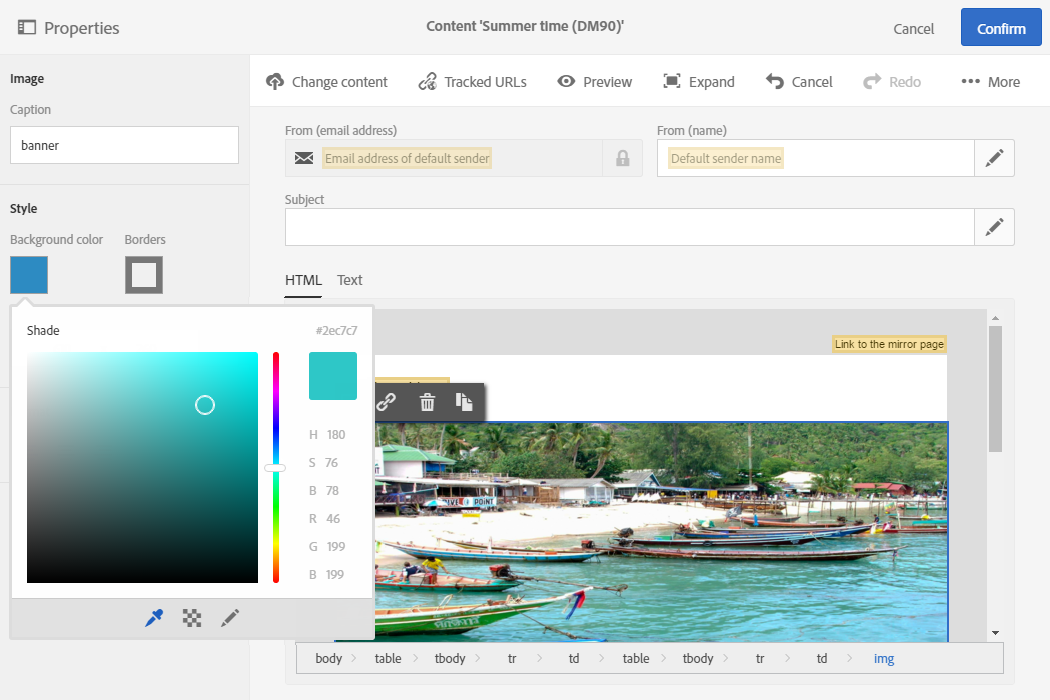 Properties
Content 'Summer time (DM90)'
Cancel
Confirm
Image
Caption
banner
Style
Background color
Borders
Change content
Tracked URLs
Preview
Expand
Cancel
Redo
More
From (email address)
Email address of default sender
From (name)
Default sender name
Subject
HTML
Text
Shade
#2ec7c7
H 180
S 76
B 78
R 46
G 199
B 199
Link to the mirror page
DIVE POINT
body
table
tbody
tr
td
table
tbody
tr
td
img